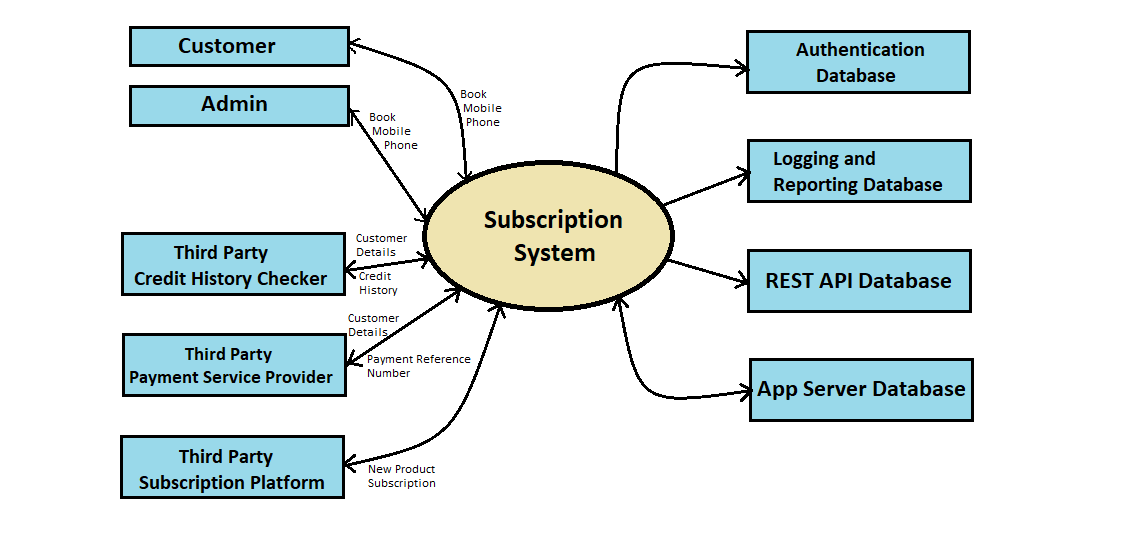 Customer
Admin
Book
Mobile
Phone
Book
Mobile
Phone
Third Party
Credit History Checker
Customer
Details
Credit
History
Third Party
Payment Service Provider
Customer
Details
Payment Reference
Number
Third Party
Subscription Platform
New Product
Subscription
Subscription
System
Authentication
Database
Logging and
Reporting Database
REST API Database
App Server Database